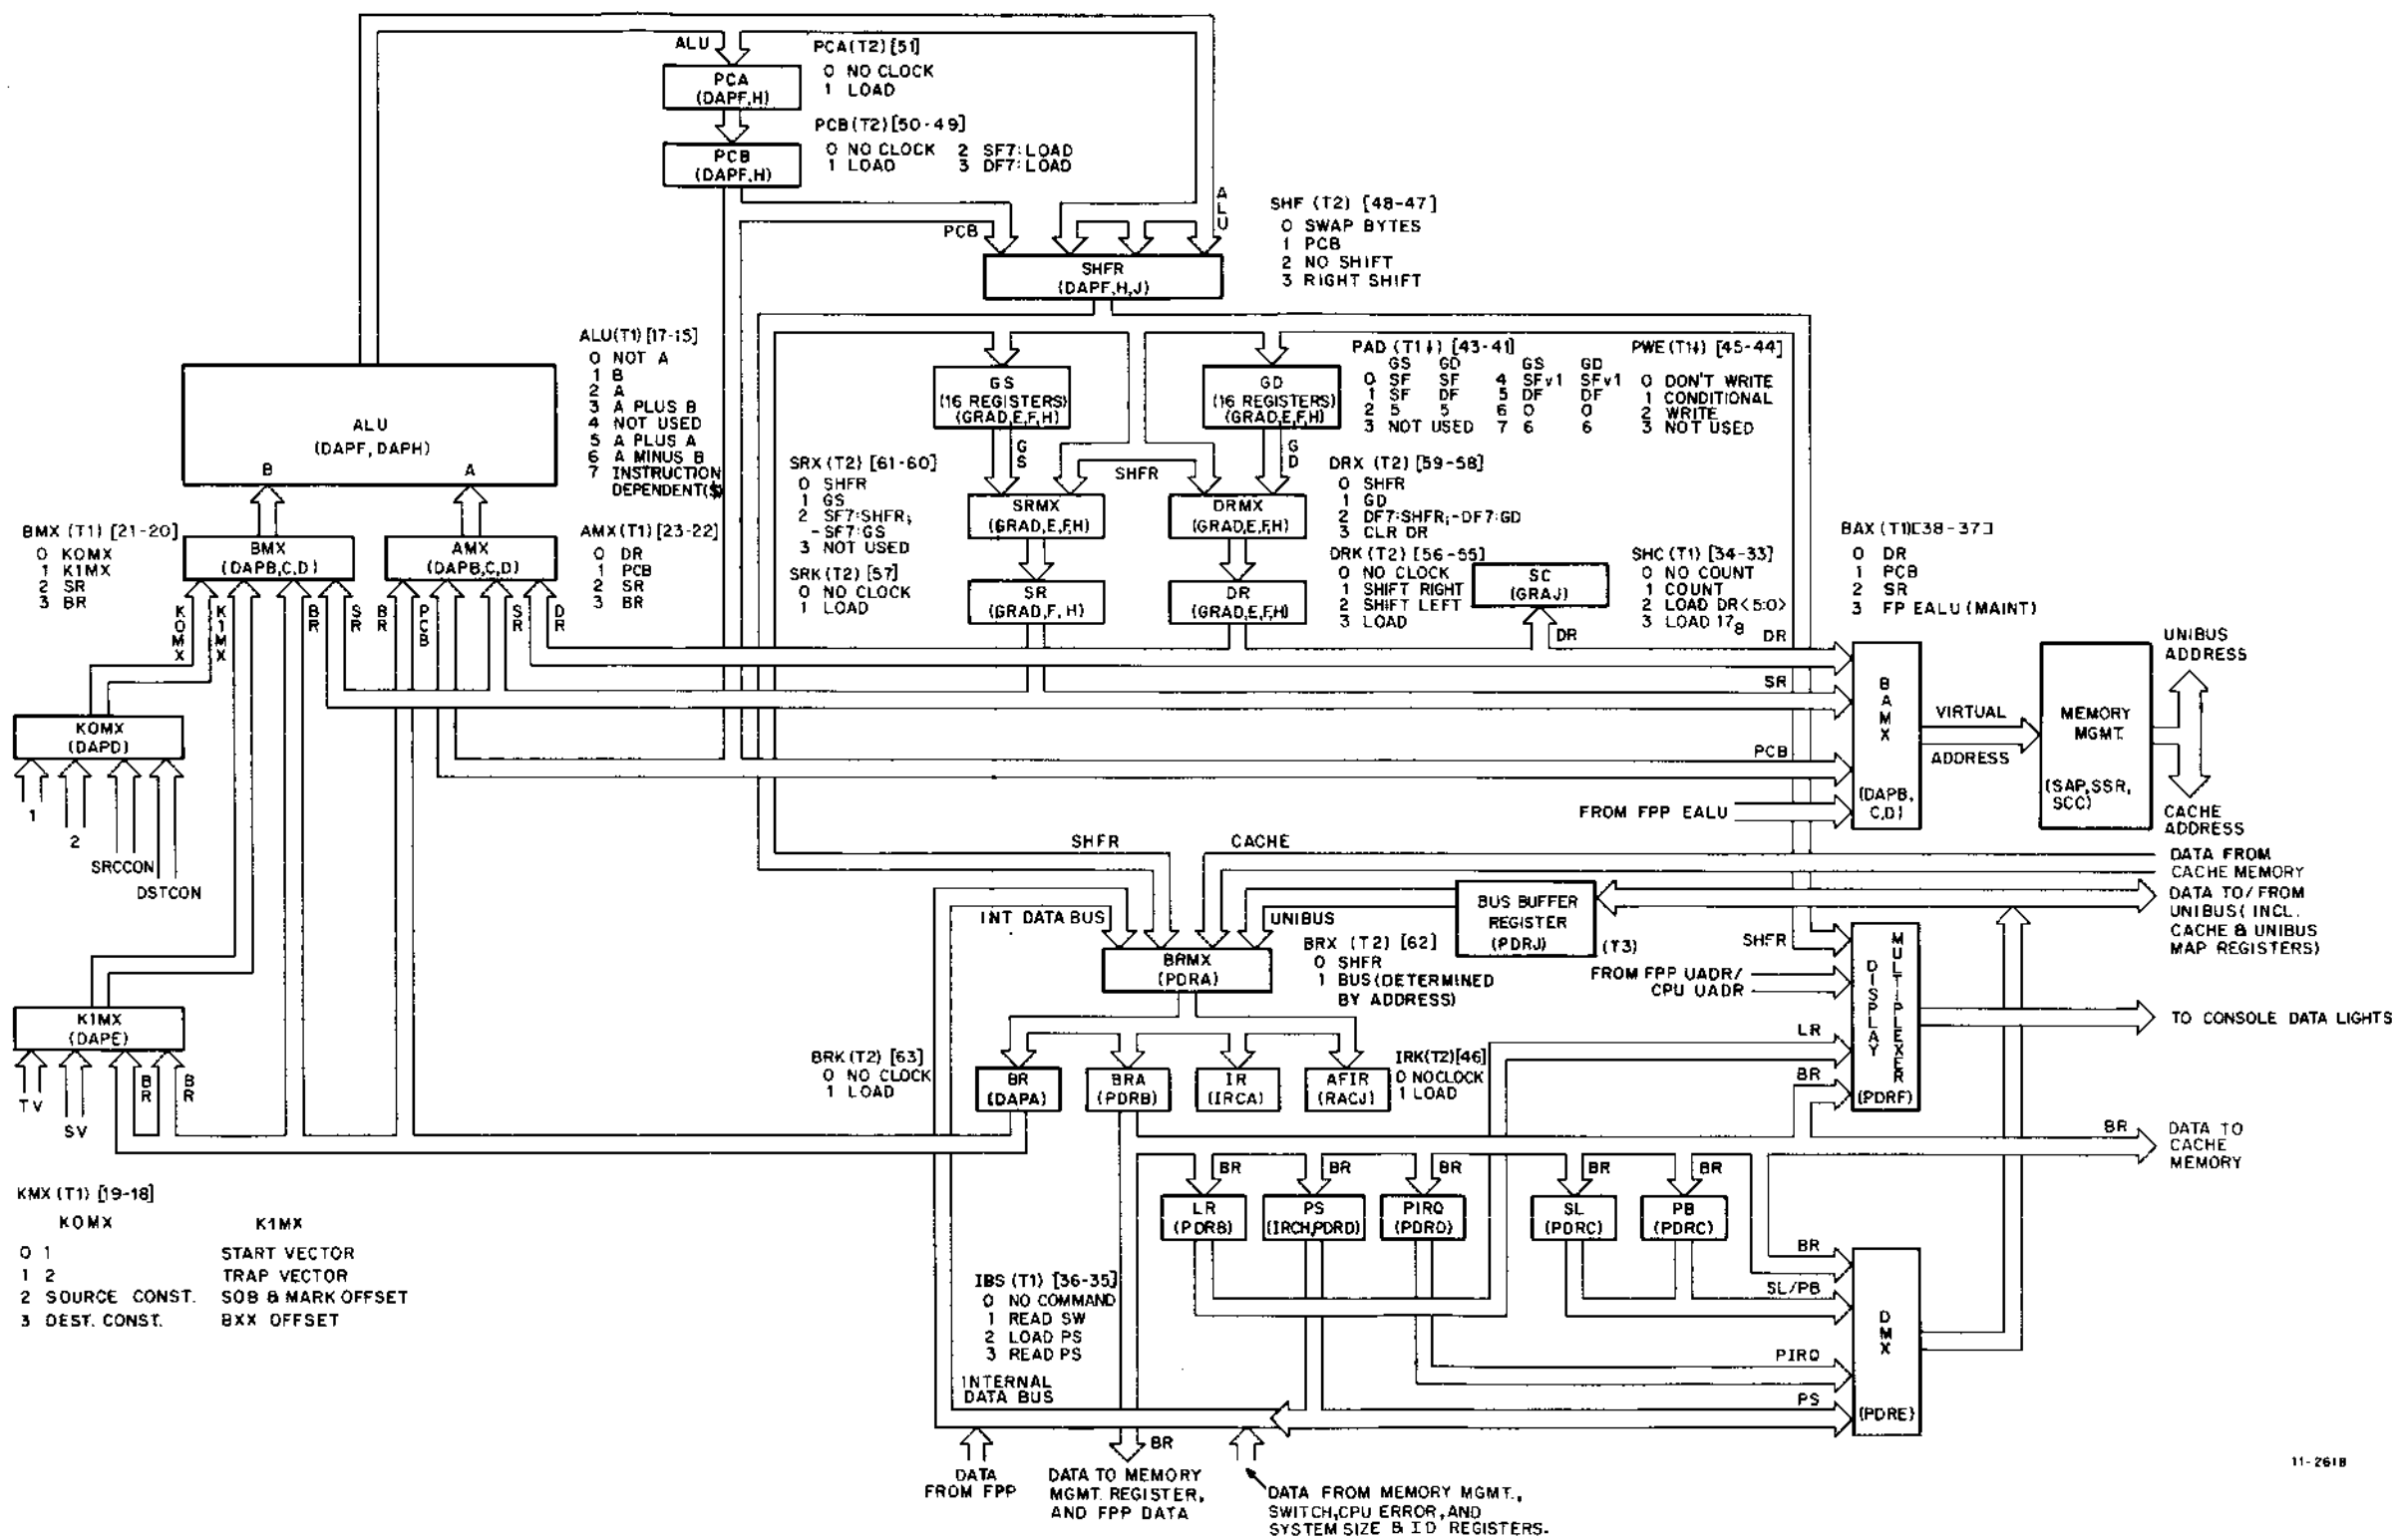 ALU
PCA
(DAPF,H)
PCA(T2)[51]
0 NO CLOCK
1 LOAD
PCB
(DAPF,H)
PCB(T2)[50-49]
0 NO CLOCK 2 SF7:LOAD
1 LOAD 3 DF7:LOAD
PCB
ALU
SHFR
(DAPF,H,J)
SHF (T2) [48-47]
0 SWAP BYTES
1 PCB
2 NO SHIFT
3 RIGHT SHIFT
ALU
(DAPF, DAPH)
B A
ALU(T1)[17-15]
0 NOT A
1 B
2 A
3 A PLUS B
4 NOT USED
5 A PLUS A
6 A MINUS B
7 INSTRUCTION
DEPENDENT($)
GS
(16 REGISTERS)
(GRAD,E,F,H)
GD
(16 REGISTERS)
(GRAD,E,F,H)
PAD (T1↓) [43-41]
GS GD GS GD
0 SF SF 4 SFv1 SFv1
1 SF DF 5 DF DF
2 5 5 6 0 0
3 NOT USED 7 6 6
PWE(T1↓) [45-44]
0 DON'T WRITE
1 CONDITIONAL
2 WRITE
3 NOT USED
GS
SHFR
GD
SRX (T2) [61-60]
0 SHFR
1 GS
2 SF7:SHFR;
-SF7:GS
3 NOT USED
SRK(T2) [57]
0 NO CLOCK
1 LOAD
SRMX
(GRAD,E,F,H)
DRMX
(GRAD,E,F,H)
DRX (T2) [59-58]
0 SHFR
1 GD
2 DF7:SHFR;-DF7:GD
3 CLR DR
DRK (T2) [56-55]
0 NO CLOCK
1 SHIFT RIGHT
2 SHIFT LEFT
3 LOAD
SR
(GRAD,F,H)
DR
(GRAD,E,F,H)
SC
(GRAJ)
SHC (T1) [34-33]
0 NO COUNT
1 COUNT
2 LOAD DR<5:0>
3 LOAD 17₈
BAX (T1)[38-37]
0 DR
1 PCB
2 SR
3 FP EALU (MAINT)
BMX (T1) [21-20]
0 K0MX
1 K1MX
2 SR
3 BR
BMX
(DAPB,C,D)
AMX
(DAPB,C,D)
AMX(T1)[23-22]
0 DR
1 PCB
2 SR
3 BR
K0MX
K1MX
BR
SR
BR
PCB
SR
DR
DR
DR
SR
PCB
FROM FPP EALU
BAMX
(DAPB,
C,D)
VIRTUAL
ADDRESS
MEMORY
MGMT.
(SAP,SSR,
SCC)
UNIBUS
ADDRESS
CACHE
ADDRESS
K0MX
(DAPD)
1
2
SRCCON
DSTCON
SHFR
CACHE
DATA FROM
CACHE MEMORY
DATA TO/FROM
UNIBUS( INCL.
CACHE & UNIBUS
MAP REGISTERS)
INT DATA BUS
UNIBUS
BUS BUFFER
REGISTER
(PDRJ)
(T3)
BRMX
(PDRA)
BRX (T2) [62]
0 SHFR
1 BUS(DETERMINED
BY ADDRESS)
SHFR
FROM FPP UADR/
CPU UADR
LR
BR
DISPLAY
MULTIPLEXER
(PDRF)
TO CONSOLE DATA LIGHTS
K1MX
(DAPE)
TV
SV
BR
BR
BRK(T2) [63]
0 NO CLOCK
1 LOAD
BR
(DAPA)
BRA
(PDRB)
IR
(IRCA)
AFIR
(RACJ)
IRK(T2)[46]
0 NO CLOCK
1 LOAD
BR
DATA TO
CACHE
MEMORY
BR BR BR BR BR
LR
(PDRB)
PS
(IRCH,PDRD)
PIRQ
(PDRD)
SL
(PDRC)
PB
(PDRC)
KMX (T1) [19-18]
K0MX K1MX
0 1 START VECTOR
1 2 TRAP VECTOR
2 SOURCE CONST. SOB & MARK OFFSET
3 DEST. CONST. BXX OFFSET
IBS (T1) [36-35]
0 NO COMMAND
1 READ SW
2 LOAD PS
3 READ PS
BR
SL/PB
PIRQ
PS
DMX
(PDRE)
INTERNAL
DATA BUS
DATA
FROM FPP
BR
DATA TO MEMORY
MGMT. REGISTER,
AND FPP DATA
DATA FROM MEMORY MGMT.,
SWITCH,CPU ERROR,AND
SYSTEM SIZE & ID REGISTERS.
11-2618